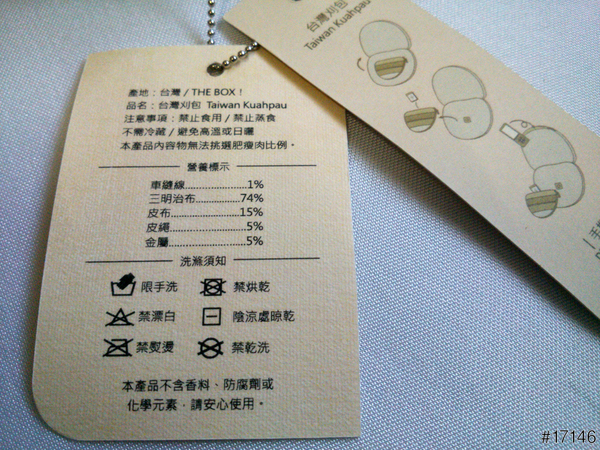 產地：台灣 / THE BOX！
品名：台灣刈包 Taiwan Kuahpau
注意事項：禁止食用 / 禁止蒸食
不需冷藏 / 避免高溫或日曬
本產品內容物無法挑選肥瘦肉比例。
營養標示
車縫線......................1%
三明治布..............74%
皮布......................15%
皮繩........................5%
金屬........................5%
洗滌須知
限手洗 禁烘乾
禁漂白 陰涼處晾乾
禁熨燙 禁乾洗
本產品不含香料、防腐劑或
化學元素，請安心使用。
台灣刈包
Taiwan Kuahpau
#17146